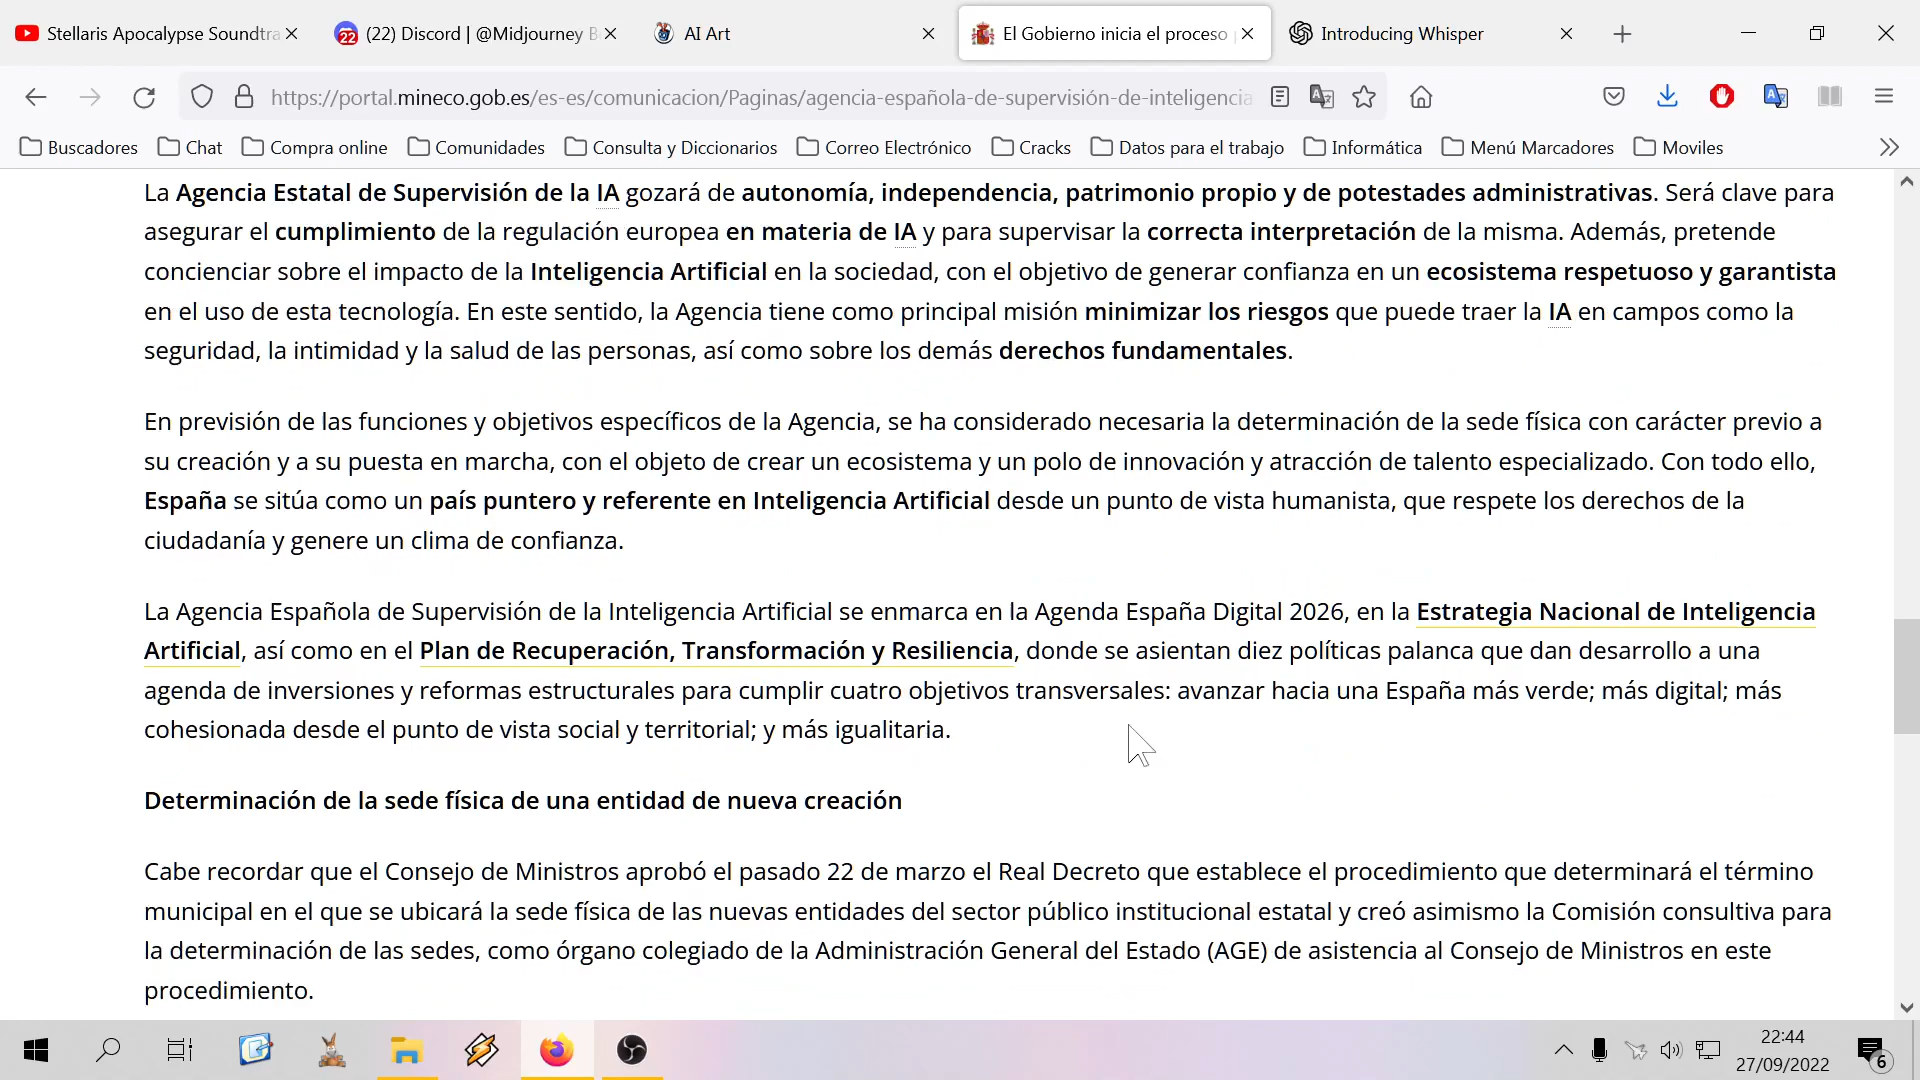 Stellaris Apocalypse Soundtra
(22) Discord | @Midjourney B
AI Art
El Gobierno inicia el proceso
Introducing Whisper
https://portal.mineco.gob.es/es-es/comunicacion/Paginas/agencia-española-de-supervisión-de-inteligencia
Buscadores
Chat
Compra online
Comunidades
Consulta y Diccionarios
Correo Electrónico
Cracks
Datos para el trabajo
Informática
Menú Marcadores
Moviles
La Agencia Estatal de Supervisión de la IA gozará de autonomía, independencia, patrimonio propio y de potestades administrativas. Será clave para
asegurar el cumplimiento de la regulación europea en materia de IA y para supervisar la correcta interpretación de la misma. Además, pretende
concienciar sobre el impacto de la Inteligencia Artificial en la sociedad, con el objetivo de generar confianza en un ecosistema respetuoso y garantista
en el uso de esta tecnología. En este sentido, la Agencia tiene como principal misión minimizar los riesgos que puede traer la IA en campos como la
seguridad, la intimidad y la salud de las personas, así como sobre los demás derechos fundamentales.
En previsión de las funciones y objetivos específicos de la Agencia, se ha considerado necesaria la determinación de la sede física con carácter previo a
su creación y a su puesta en marcha, con el objeto de crear un ecosistema y un polo de innovación y atracción de talento especializado. Con todo ello,
España se sitúa como un país puntero y referente en Inteligencia Artificial desde un punto de vista humanista, que respete los derechos de la
ciudadanía y genere un clima de confianza.
La Agencia Española de Supervisión de la Inteligencia Artificial se enmarca en la Agenda España Digital 2026, en la Estrategia Nacional de Inteligencia
Artificial, así como en el Plan de Recuperación, Transformación y Resiliencia, donde se asientan diez políticas palanca que dan desarrollo a una
agenda de inversiones y reformas estructurales para cumplir cuatro objetivos transversales: avanzar hacia una España más verde; más digital; más
cohesionada desde el punto de vista social y territorial; y más igualitaria.
Determinación de la sede física de una entidad de nueva creación
Cabe recordar que el Consejo de Ministros aprobó el pasado 22 de marzo el Real Decreto que establece el procedimiento que determinará el término
municipal en el que se ubicará la sede física de las nuevas entidades del sector público institucional estatal y creó asimismo la Comisión consultiva para
la determinación de las sedes, como órgano colegiado de la Administración General del Estado (AGE) de asistencia al Consejo de Ministros en este
procedimiento.
22:44
27/09/2022
6